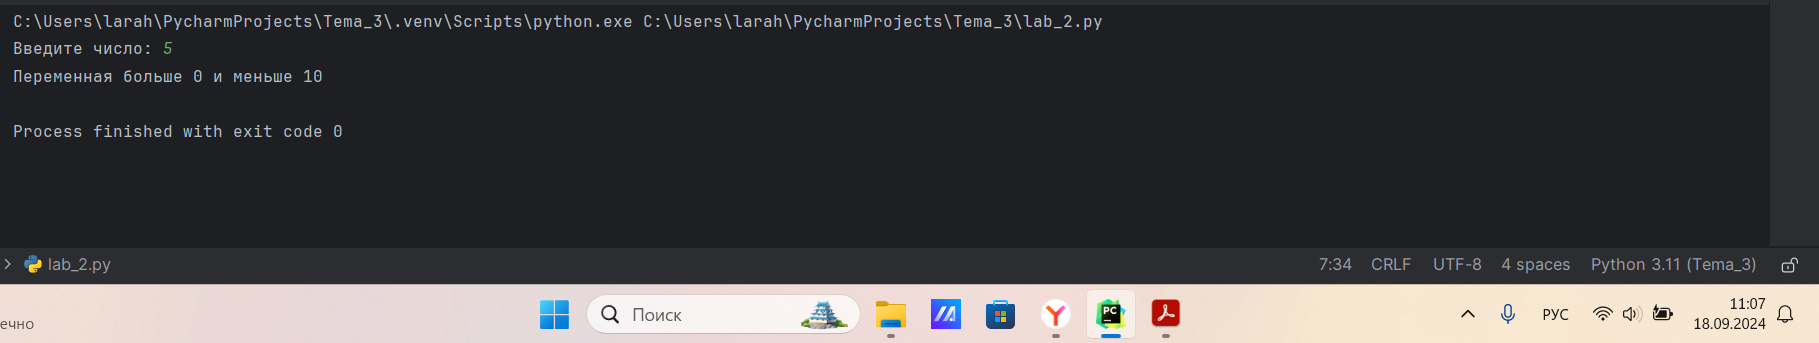 C:\Users\larah\PycharmProjects\Tema_3\.venv\Scripts\python.exe C:\Users\larah\PycharmProjects\Tema_3\lab_2.py
Введите число: 5
Переменная больше 0 и меньше 10
Process finished with exit code 0
lab_2.py 7:34 CRLF UTF-8 4 spaces Python 3.11 (Tema_3)
ечно Поиск PC РУС 11:07
18.09.2024